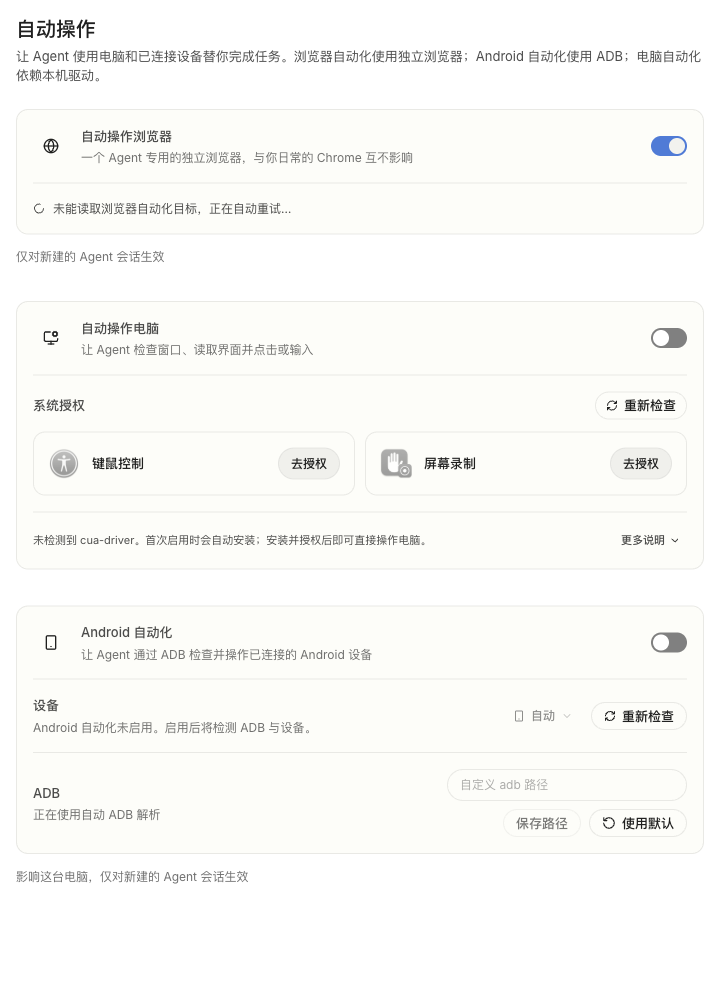 自动操作
让 Agent 使用电脑和已连接设备替你完成任务。浏览器自动化使用独立浏览器；Android 自动化使用 ADB；电脑自动化
依赖本机驱动。
自动操作浏览器
一个 Agent 专用的独立浏览器，与你日常的 Chrome 互不影响
未能读取浏览器自动化目标，正在自动重试…
仅对新建的 Agent 会话生效
自动操作电脑
让 Agent 检查窗口、读取界面并点击或输入
系统授权
重新检查
键鼠控制
去授权
屏幕录制
去授权
未检测到 cua-driver。首次启用时会自动安装；安装并授权后即可直接操作电脑。
更多说明
Android 自动化
让 Agent 通过 ADB 检查并操作已连接的 Android 设备
设备
Android 自动化未启用。启用后将检测 ADB 与设备。
自动
重新检查
ADB
正在使用自动 ADB 解析
自定义 adb 路径
保存路径
使用默认
影响这台电脑，仅对新建的 Agent 会话生效